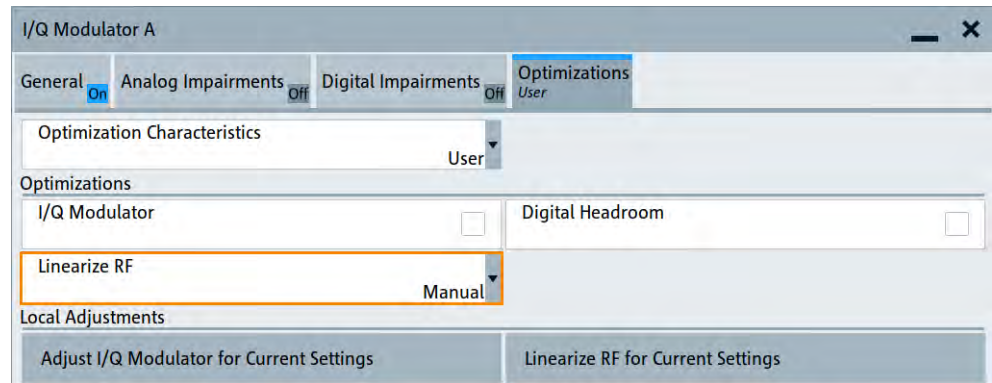 I/Q Modulator A
General On Analog Impairments Off Digital Impairments Off Optimizations
User
Optimization Characteristics
User
Optimizations
I/Q Modulator Digital Headroom
Linearize RF
Manual
Local Adjustments
Adjust I/Q Modulator for Current Settings Linearize RF for Current Settings